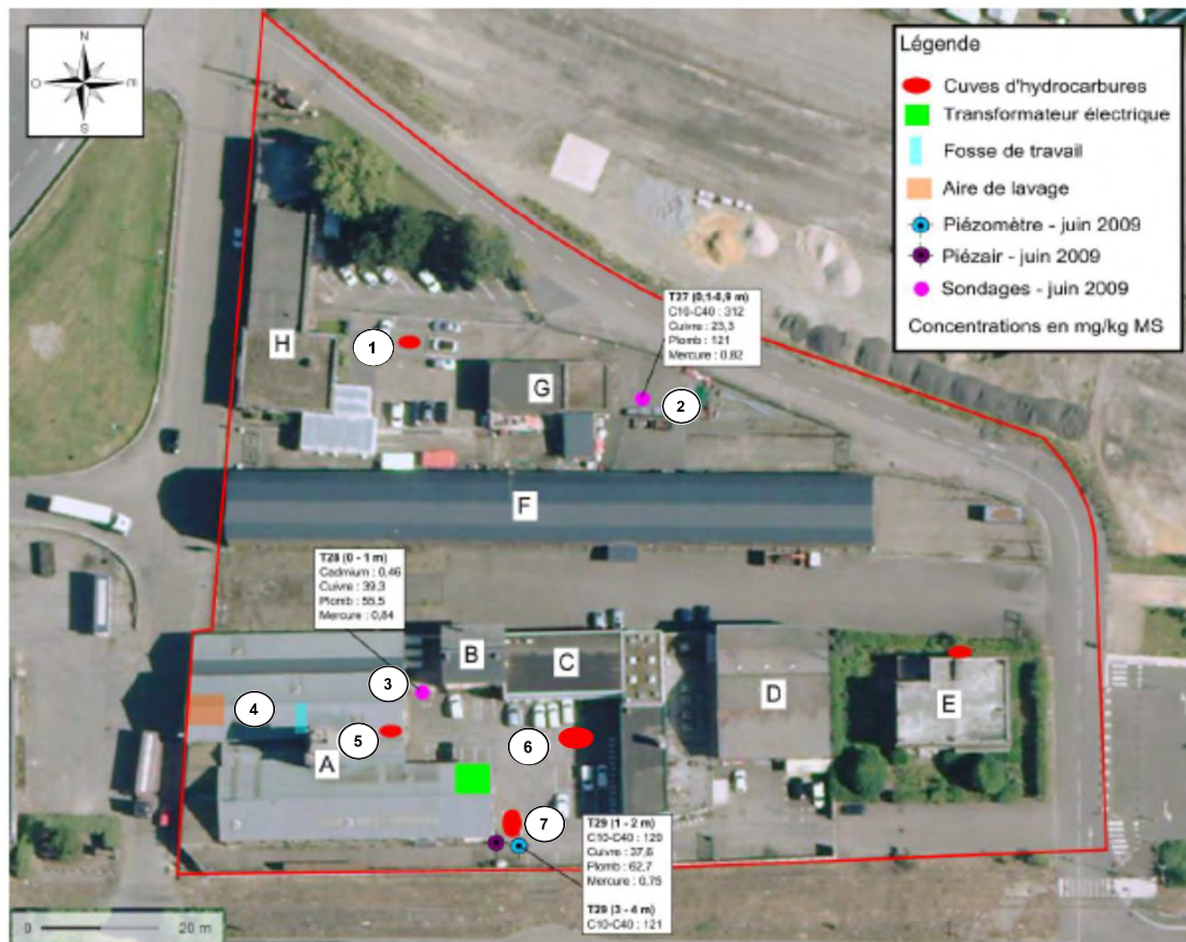 N
O
E
S
Légende
Cuves d'hydrocarbures
Transformateur électrique
Fosse de travail
Aire de lavage
Piézomètre - juin 2009
Piézair - juin 2009
Sondages - juin 2009
Concentrations en mg/kg MS
T27 (0,1-0,9 m)
C10-C40 : 312
Cuivre : 23,3
Plomb : 121
Mercure : 0,82
1
H
G
2
F
T28 (0 - 1 m)
Cadmium : 0,46
Cuivre : 39,3
Plomb : 55,5
Mercure : 0,84
B
C
3
D
E
4
5
6
A
7
T29 (1 - 2 m)
C10-C40 : 129
Cuivre : 37,6
Plomb : 62,7
Mercure : 0,75
T29 (3 - 4 m)
C10-C40 : 121
0 20 m